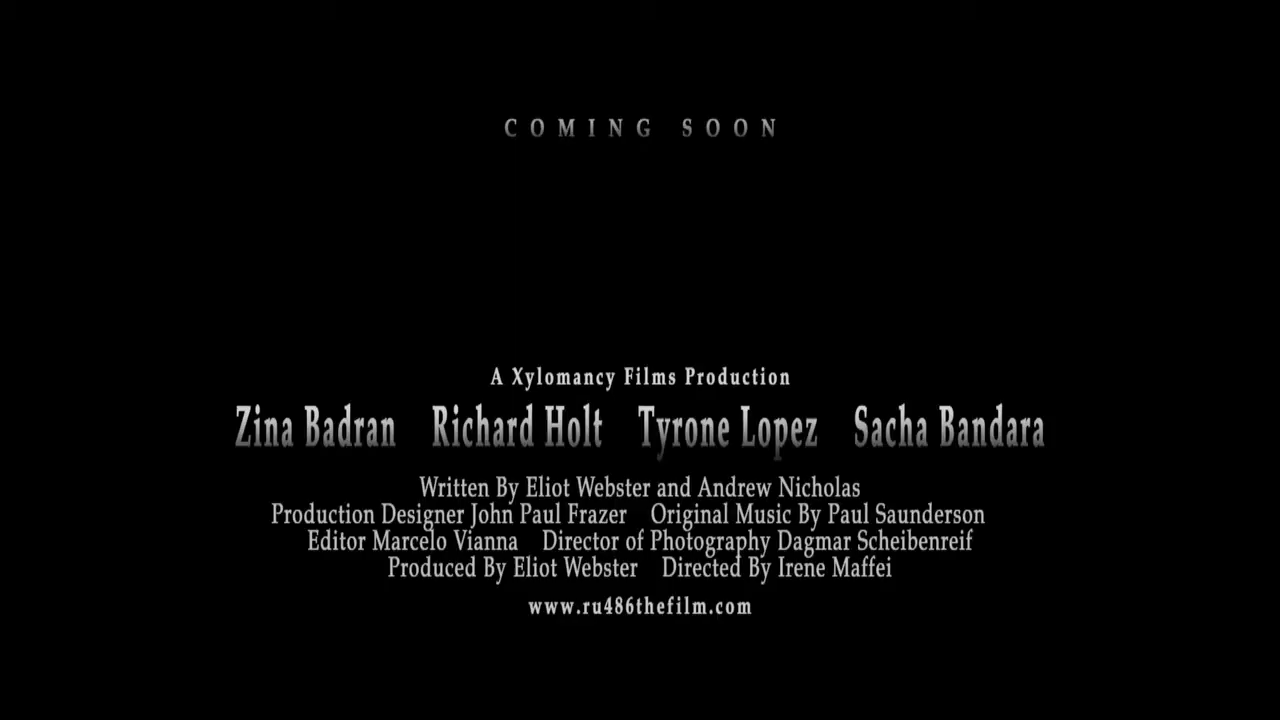 COMING SOON
A Xylomancy Films Production
Zina Badran Richard Holt Tyrone Lopez Sacha Bandara
Written By Eliot Webster and Andrew Nicholas
Production Designer John Paul Frazer Original Music By Paul Saunderson
Editor Marcelo Vianna Director of Photography Dagmar Scheibenreif
Produced By Eliot Webster Directed By Irene Maffei
www.ru486thefilm.com